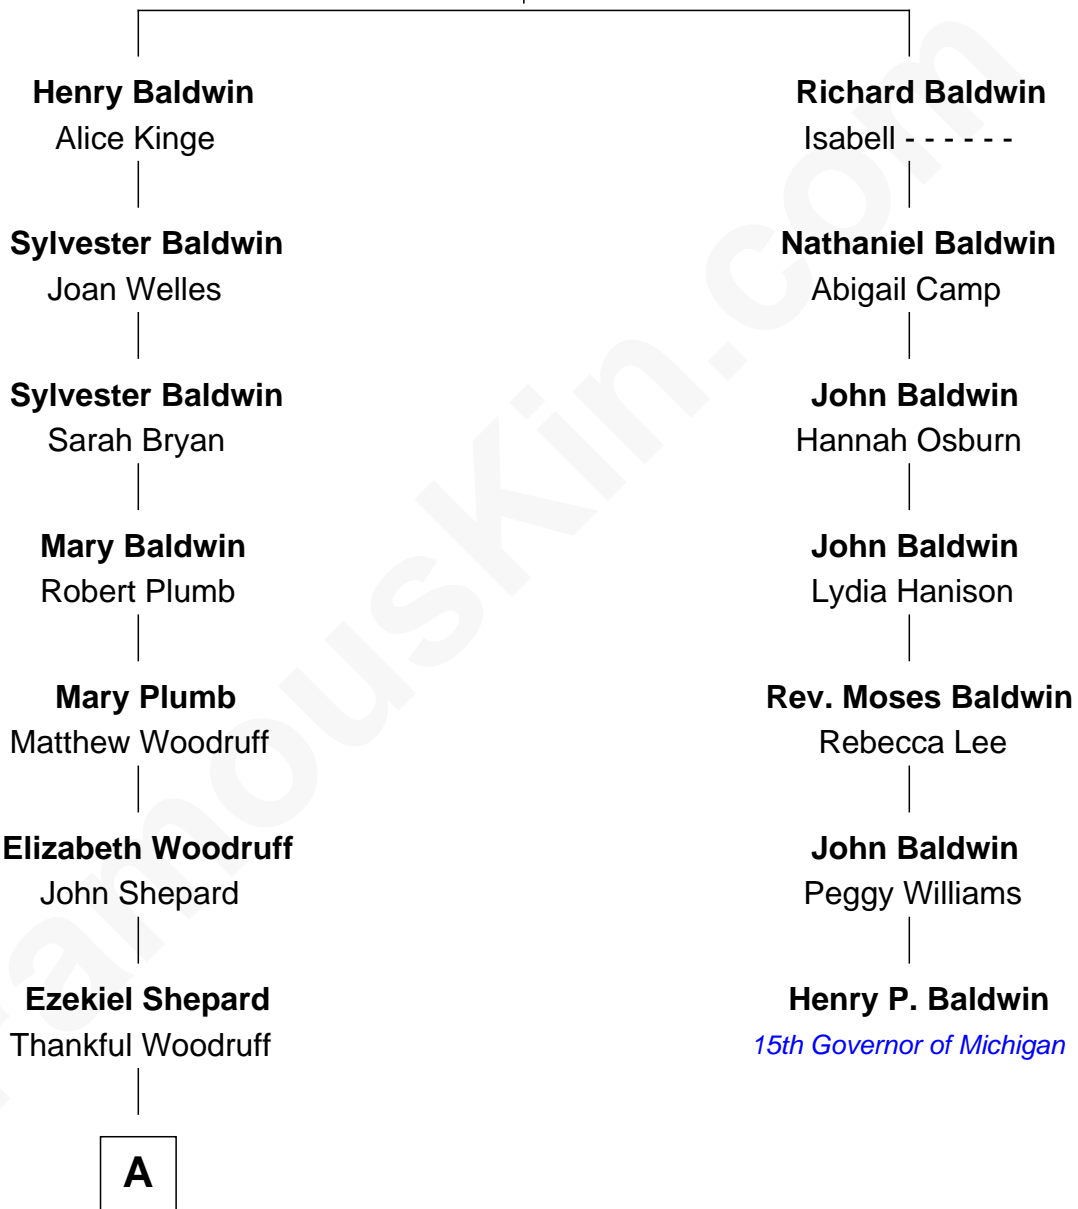 Henry Baldwin
Alice Kinge
Sylvester Baldwin
Joan Welles
Sylvester Baldwin
Sarah Bryan
Mary Baldwin
Robert Plumb
Mary Plumb
Matthew Woodruff
Elizabeth Woodruff
John Shepard
Ezekiel Shepard
Thankful Woodruff
A
Richard Baldwin
Isabell - - - - - -
Nathaniel Baldwin
Abigail Camp
John Baldwin
Hannah Osburn
John Baldwin
Lydia Hanison
Rev. Moses Baldwin
Rebecca Lee
John Baldwin
Peggy Williams
Henry P. Baldwin
15th Governor of Michigan
FamousKin.com